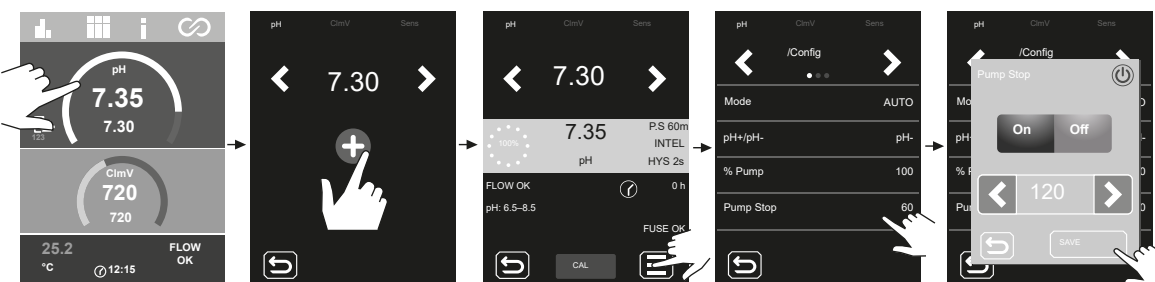 pH
7.35
7.30
123
ClmV
720
720
25.2
°C
12:15
FLOW
OK
pH ClmV Sens
7.30
pH ClmV Sens
7.30
100%
7.35
pH
P.S 60m
INTEL
HYS 2s
FLOW OK
0 h
pH: 6.5–8.5
FUSE OK
CAL
pH ClmV Sens
/Config
Mode AUTO
pH+/pH- pH-
% Pump 100
Pump Stop 60
pH ClmV Sens
/Config
Pump Stop
On Off
120
SAVE